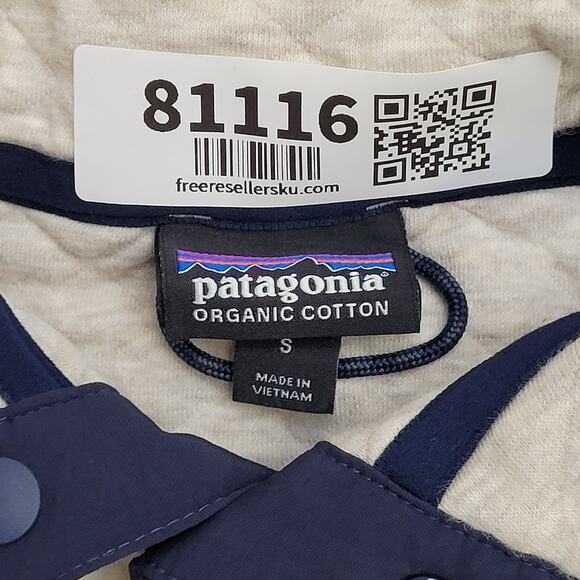 81116
freeresellersku.com
patagonia®
ORGANIC COTTON
S
MADE IN
VIETNAM